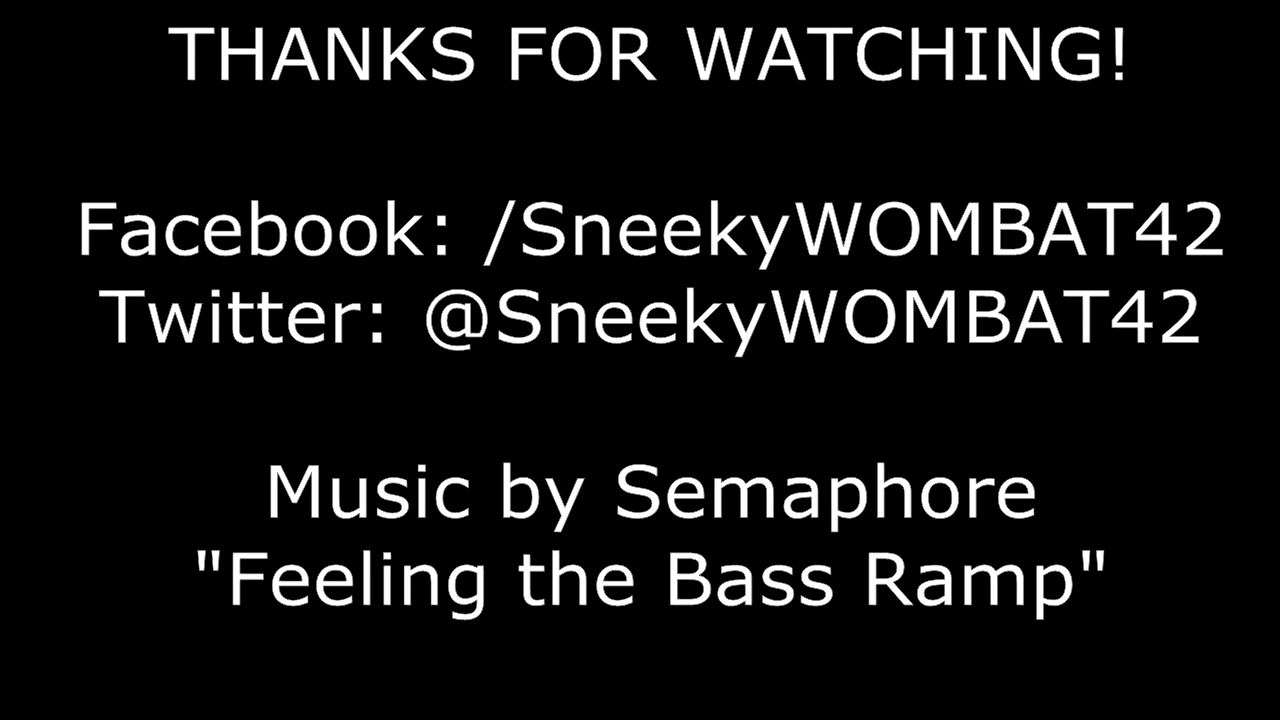 THANKS FOR WATCHING!
Facebook: /SneekyWOMBAT42
Twitter: @SneekyWOMBAT42
Music by Semaphore
"Feeling the Bass Ramp"